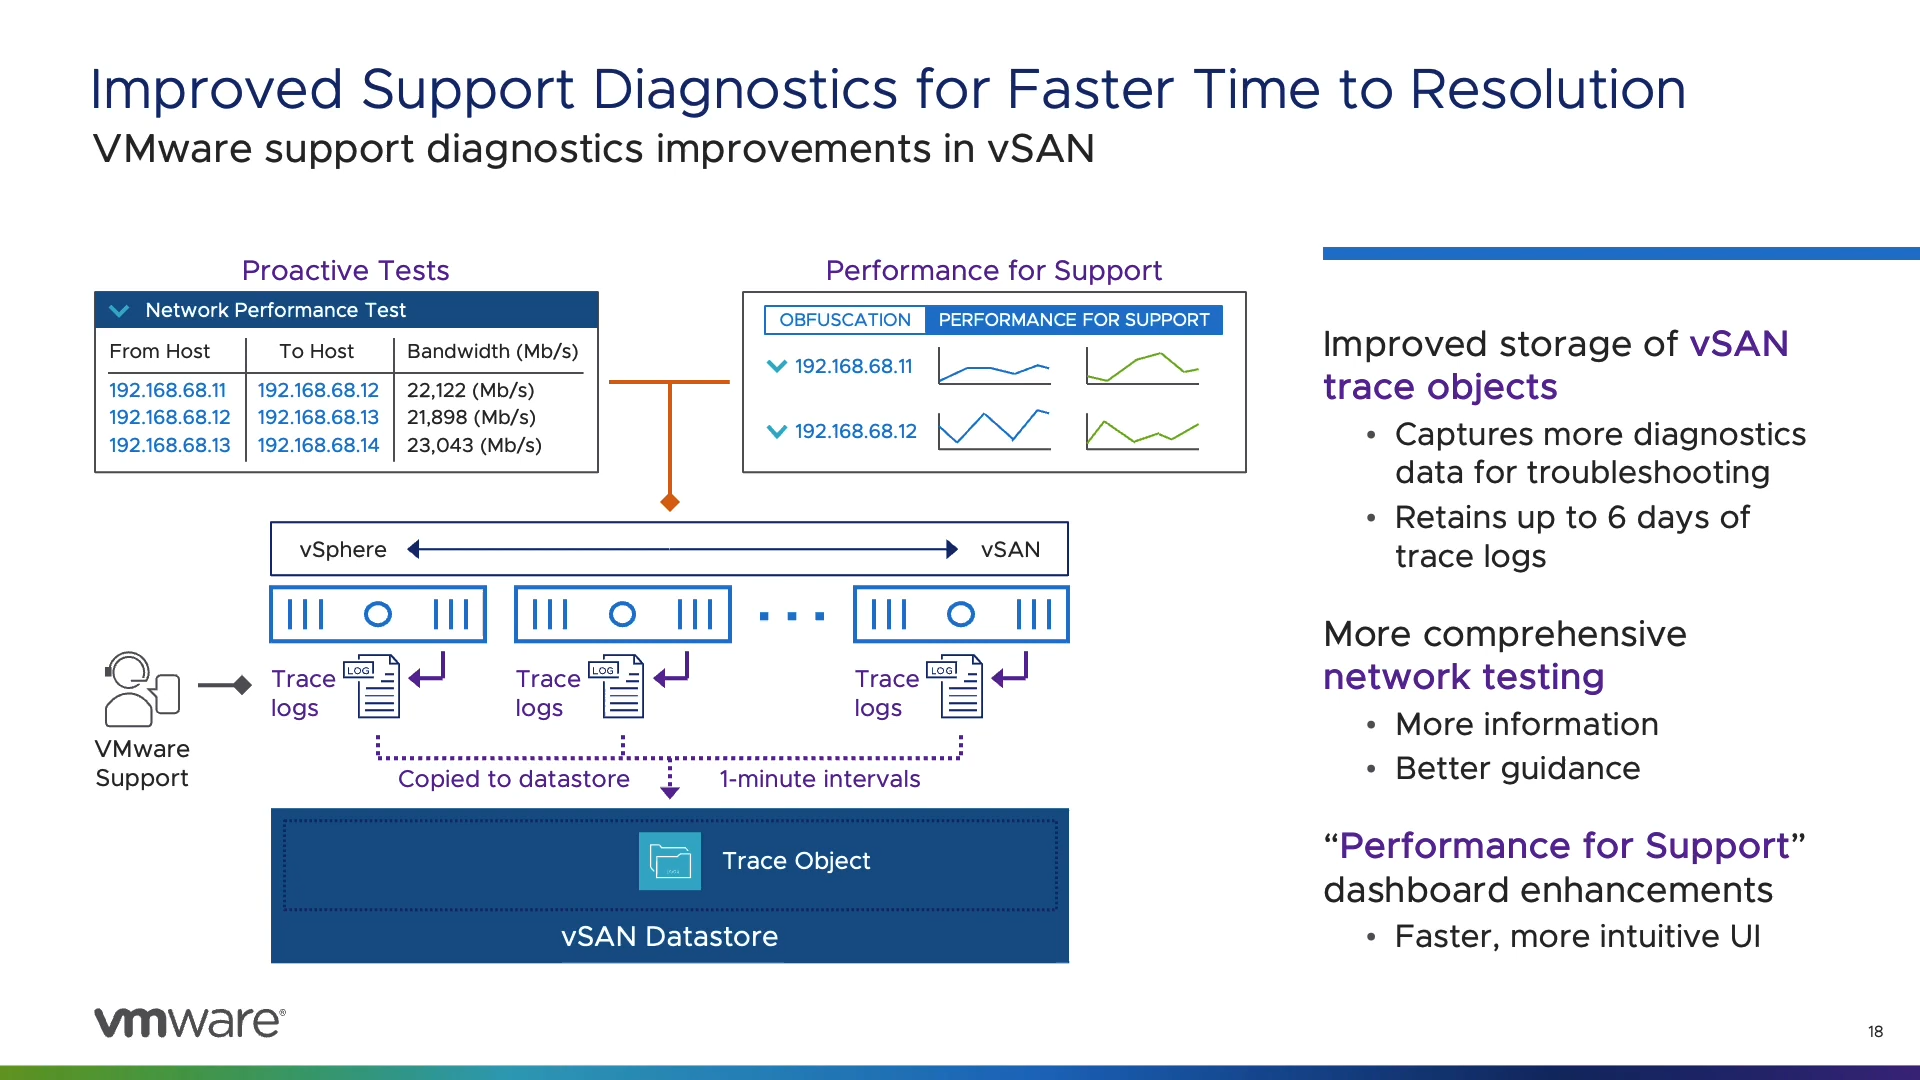 Improved Support Diagnostics for Faster Time to Resolution
VMware support diagnostics improvements in vSAN
Proactive Tests
Network Performance Test
From Host To Host Bandwidth (Mb/s)
192.168.68.11 192.168.68.12 22,122 (Mb/s)
192.168.68.12 192.168.68.13 21,898 (Mb/s)
192.168.68.13 192.168.68.14 23,043 (Mb/s)
Performance for Support
OBFUSCATION PERFORMANCE FOR SUPPORT
192.168.68.11
192.168.68.12
vSphere vSAN
VMware
Support
Trace
logs
LOG
Trace
logs
LOG
Trace
logs
LOG
Copied to datastore 1-minute intervals
Trace Object
vSAN Datastore
Improved storage of vSAN
trace objects
• Captures more diagnostics
data for troubleshooting
• Retains up to 6 days of
trace logs
More comprehensive
network testing
• More information
• Better guidance
“Performance for Support”
dashboard enhancements
• Faster, more intuitive UI
vmware®
18